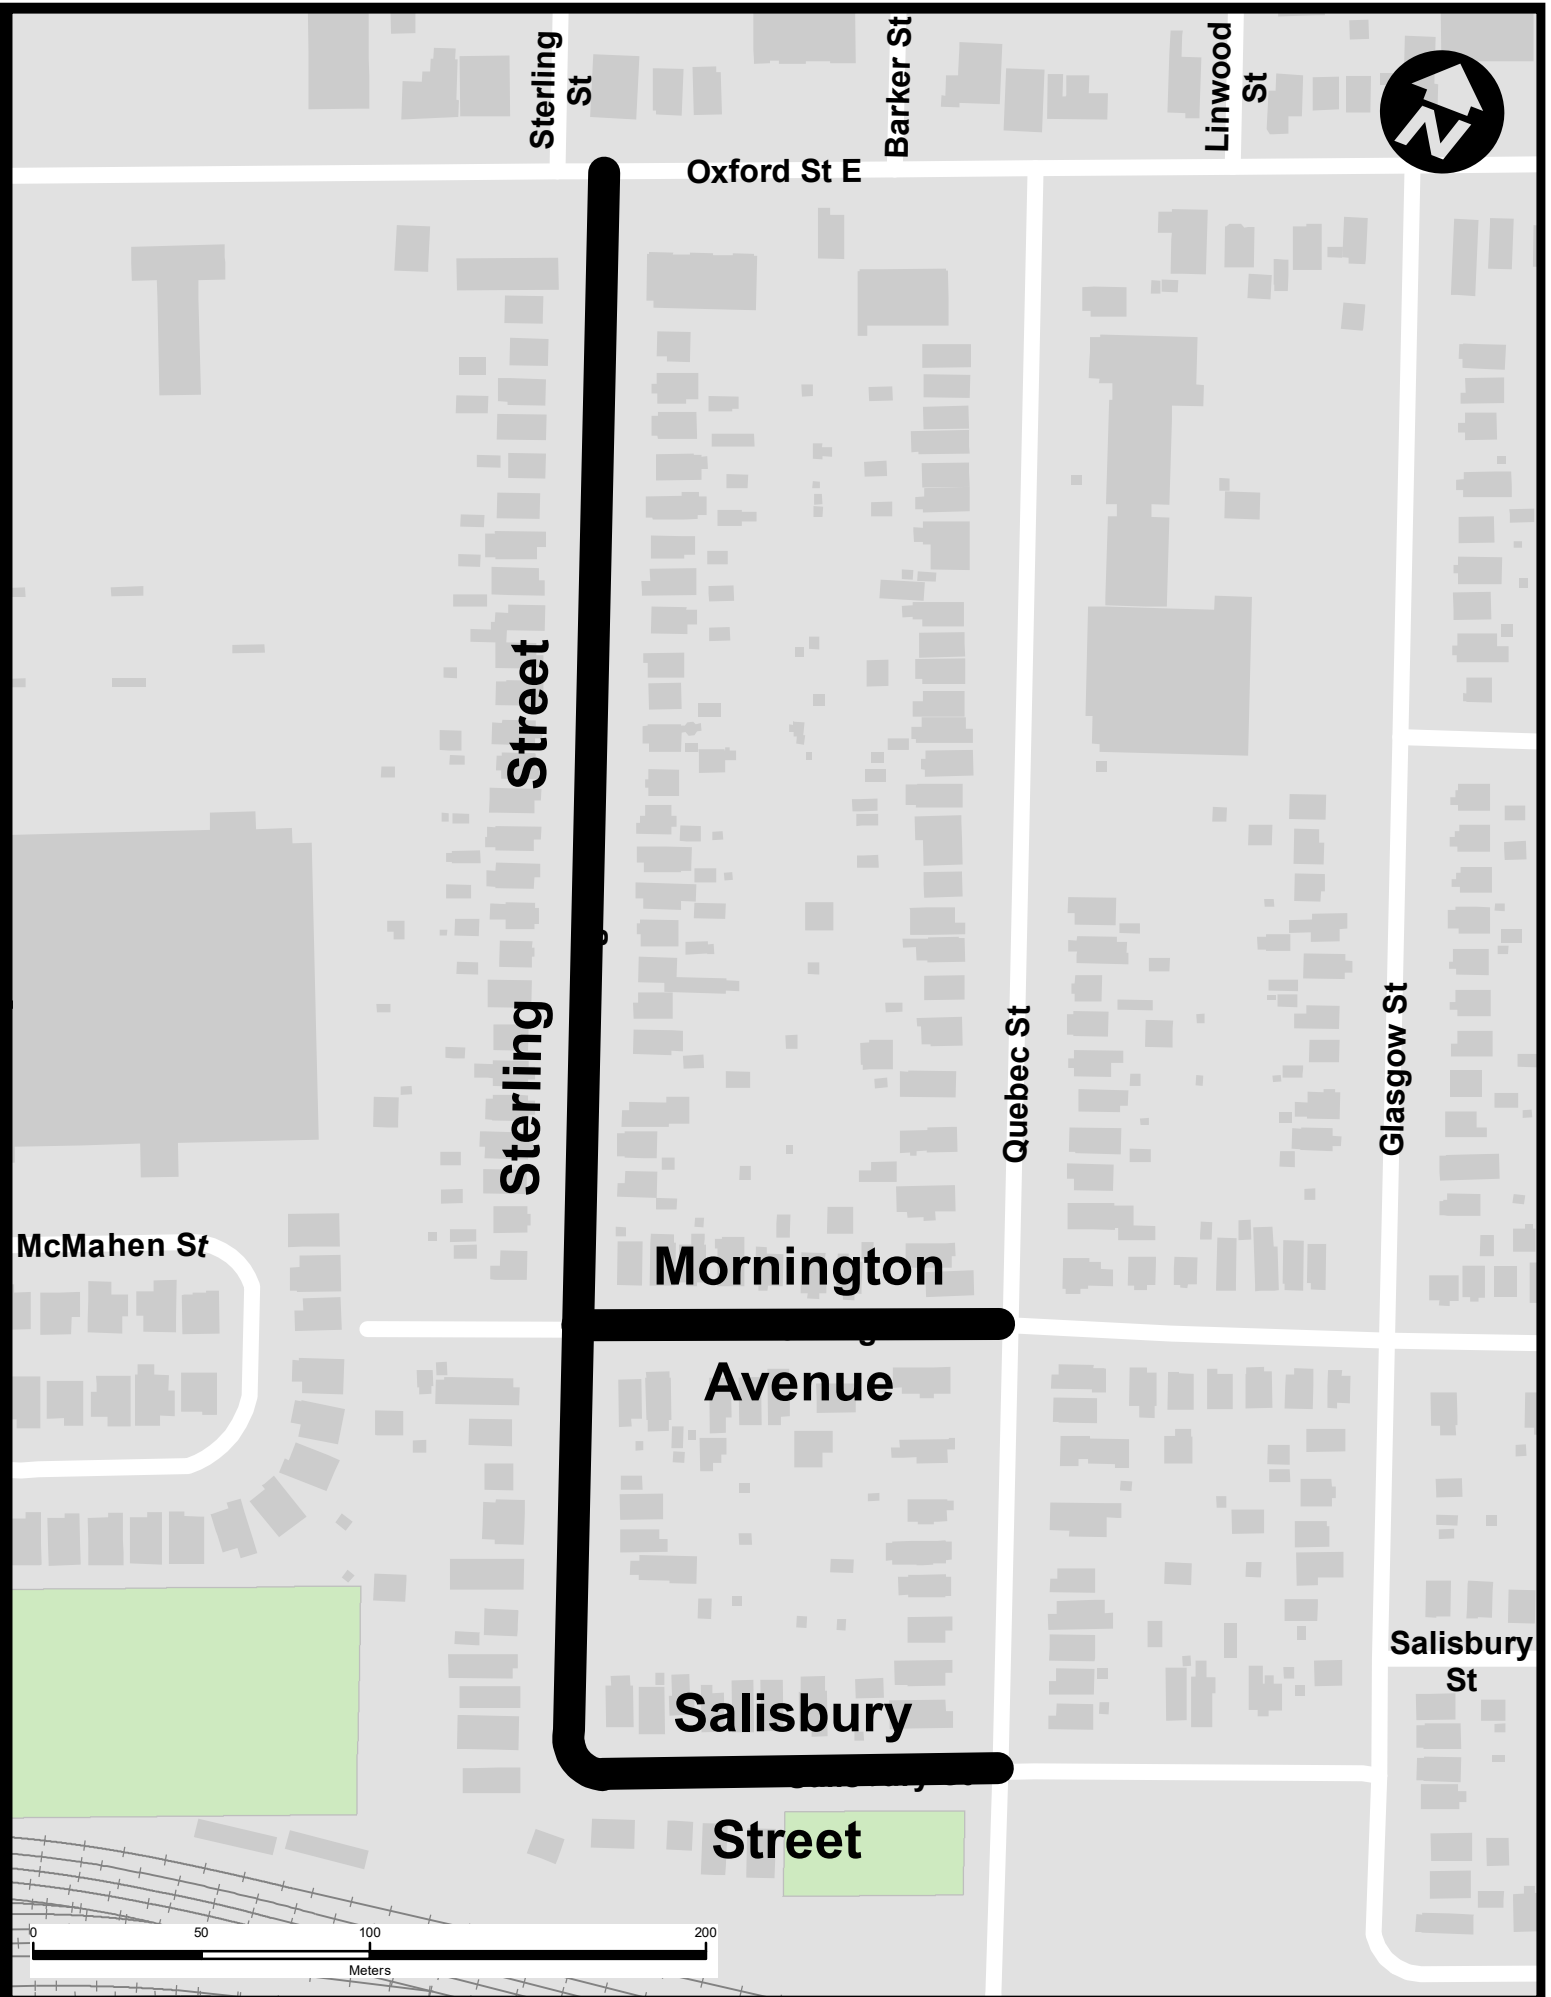 Sterling
St
Barker St
Linwood
St
N
Oxford St E
Street
Sterling
Quebec St
Glasgow St
McMahen St
Mornington
Avenue
Salisbury
St
Salisbury
Street
0 50 100 200
Meters